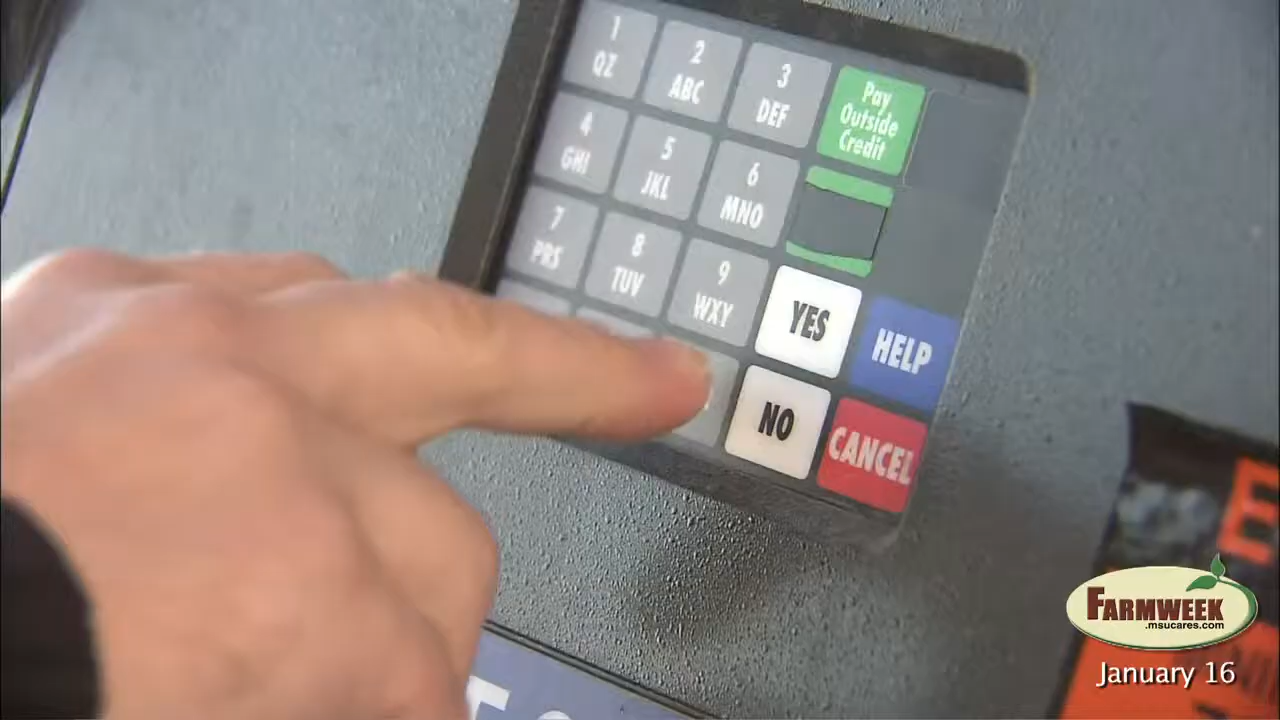 1
QZ
2
ABC
3
DEF
Pay
Outside
Credit
4
GHI
5
JKL
6
MNO
7
PRS
8
TUV
9
WXY
YES
HELP
NO
CANCEL
FARMWEEK
.msucares.com
January 16